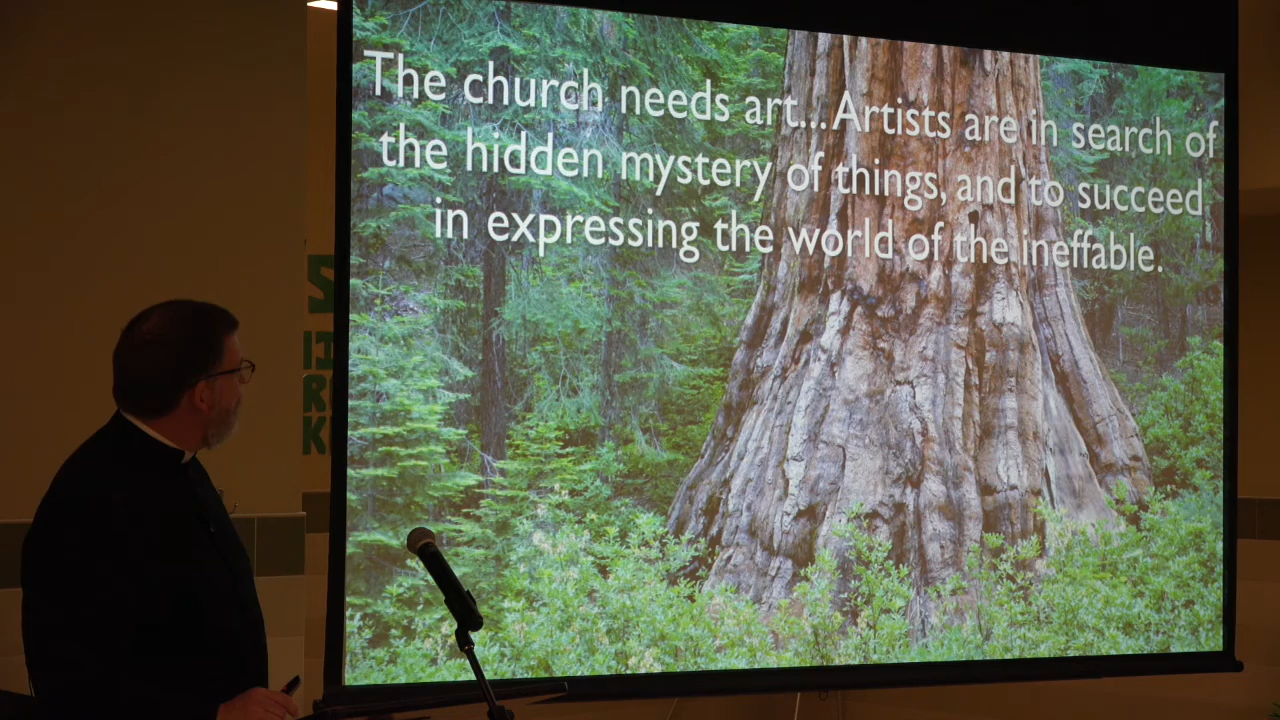 The church needs art...Artists are in search of
the hidden mystery of things, and to succeed
in expressing the world of the ineffable.